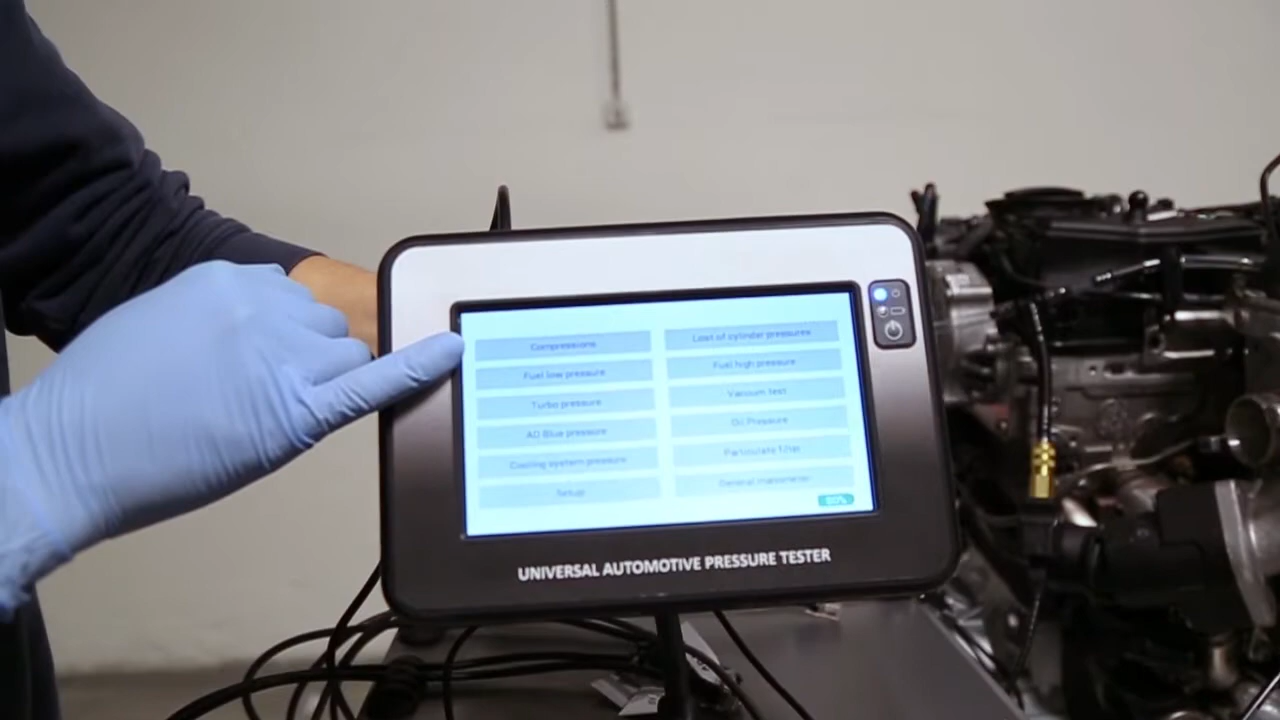 Compressions
Lost of cylinder pressures
Fuel low pressure
Fuel high pressure
Turbo pressure
Vacuum test
AD Blue pressure
Oil Pressure
Cooling system pressure
Particulate
Setup
General manometer
80%
UNIVERSAL AUTOMOTIVE PRESSURE TESTER